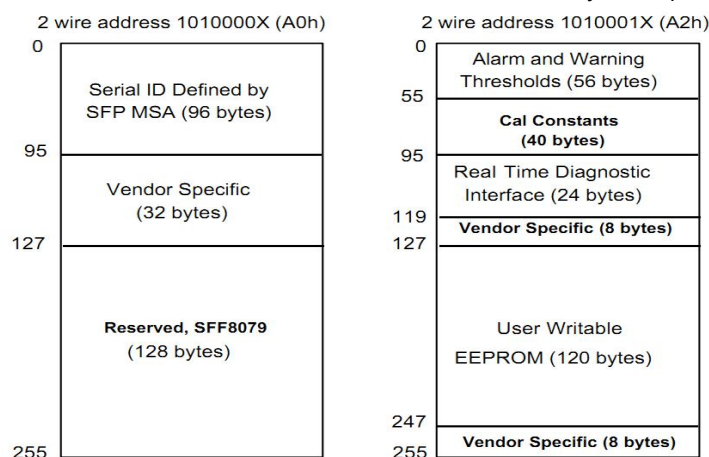 2 wire address 1010000X (A0h)
0
Serial ID Defined by
SFP MSA (96 bytes)
95
Vendor Specific
(32 bytes)
127
Reserved, SFF8079
(128 bytes)
255
2 wire address 1010001X (A2h)
0
Alarm and Warning
Thresholds (56 bytes)
55
Cal Constants
(40 bytes)
95
Real Time Diagnostic
Interface (24 bytes)
119
Vendor Specific (8 bytes)
127
User Writable
EEPROM (120 bytes)
247
Vendor Specific (8 bytes)
255